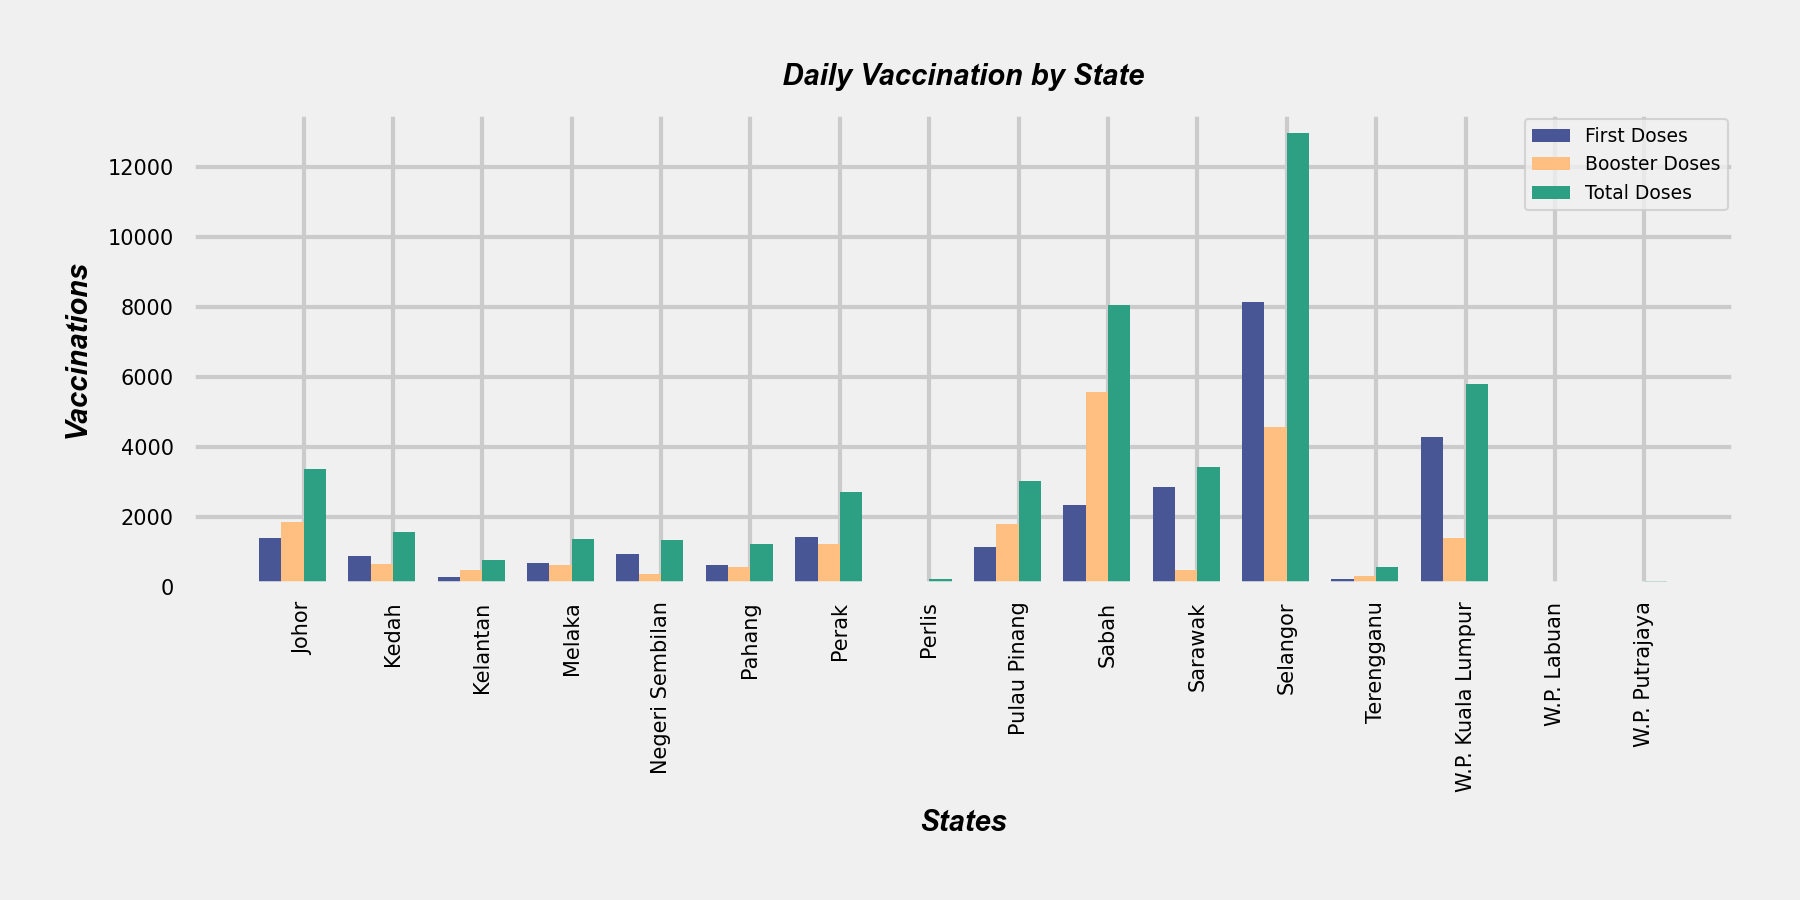 Daily Vaccination by State
First Doses
Booster Doses
Total Doses
Vaccinations
12000
10000
8000
6000
4000
2000
0
Johor
Kedah
Kelantan
Melaka
Negeri Sembilan
Pahang
Perak
Perlis
Pulau Pinang
Sabah
Sarawak
Selangor
Terengganu
W.P. Kuala Lumpur
W.P. Labuan
W.P. Putrajaya
States